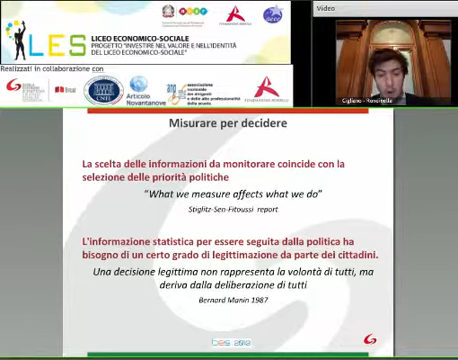 LES
LICEO ECONOMICO-SOCIALE
PROGETTO "INVESTIRE NEL VALORE E NELL'IDENTITÀ
DEL LICEO ECONOMICO-SOCIALE"
Realizzati in collaborazione con
Articolo
Novantanove
Video
Misurare per decidere
La scelta delle informazioni da monitorare coincide con la
selezione delle priorità politiche
"What we measure affects what we do"
Stiglitz-Sen-Fitoussi report
L'informazione statistica per essere seguita dalla politica ha
bisogno di un certo grado di legittimazione da parte dei cittadini.
Una decisione legittima non rappresenta la volontà di tutti, ma
deriva dalla deliberazione di tutti
Bernard Manin 1987